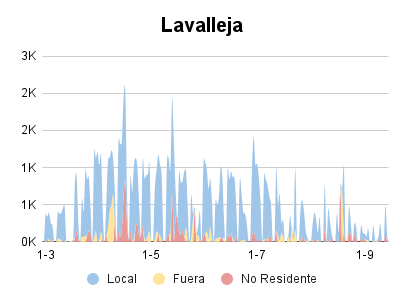 Lavalleja
3K
2K
2K
1K
1K
0K
1-3 1-5 1-7 1-9
Local Fuera No Residente